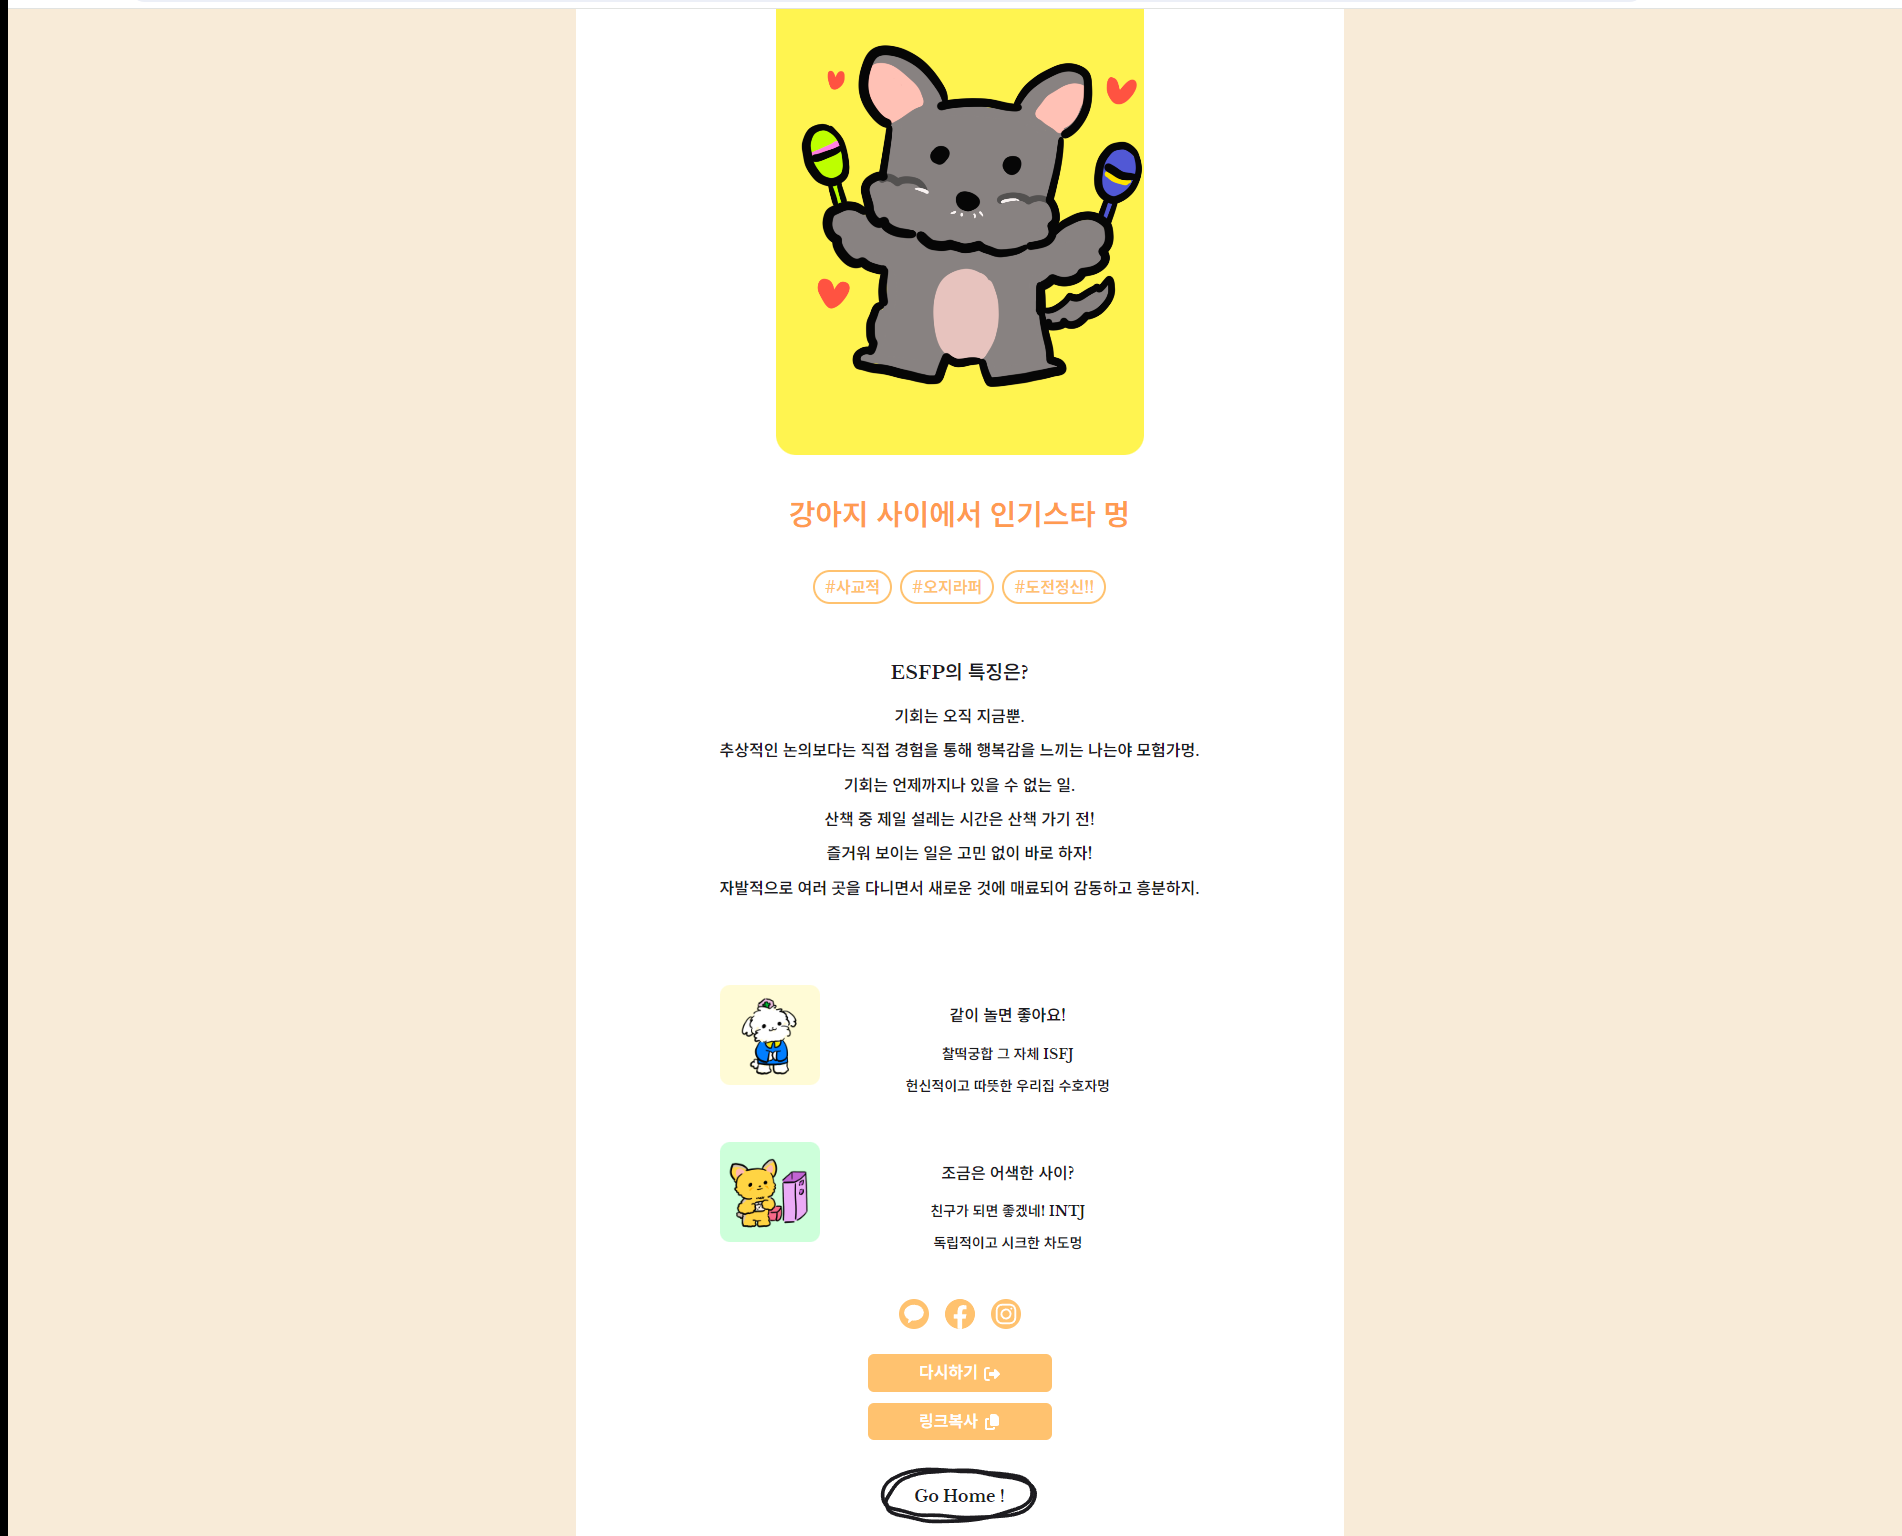 강아지 사이에서 인기스타 멍
#사교적 #오지라퍼 #도전정신!!
ESFP의 특징은?
기회는 오직 지금뿐.
추상적인 논의보다는 직접 경험을 통해 행복감을 느끼는 나는야 모험가멍.
기회는 언제까지나 있을 수 없는 일.
산책 중 제일 설레는 시간은 산책 가기 전!
즐거워 보이는 일은 고민 없이 바로 하자!
자발적으로 여러 곳을 다니면서 새로운 것에 매료되어 감동하고 흥분하지.
같이 놀면 좋아요!
찰떡궁합 그 자체 ISFJ
헌신적이고 따뜻한 우리집 수호자멍
조금은 어색한 사이?
친구가 되면 좋겠네! INTJ
독립적이고 시크한 차도멍
다시하기
링크복사
Go Home !